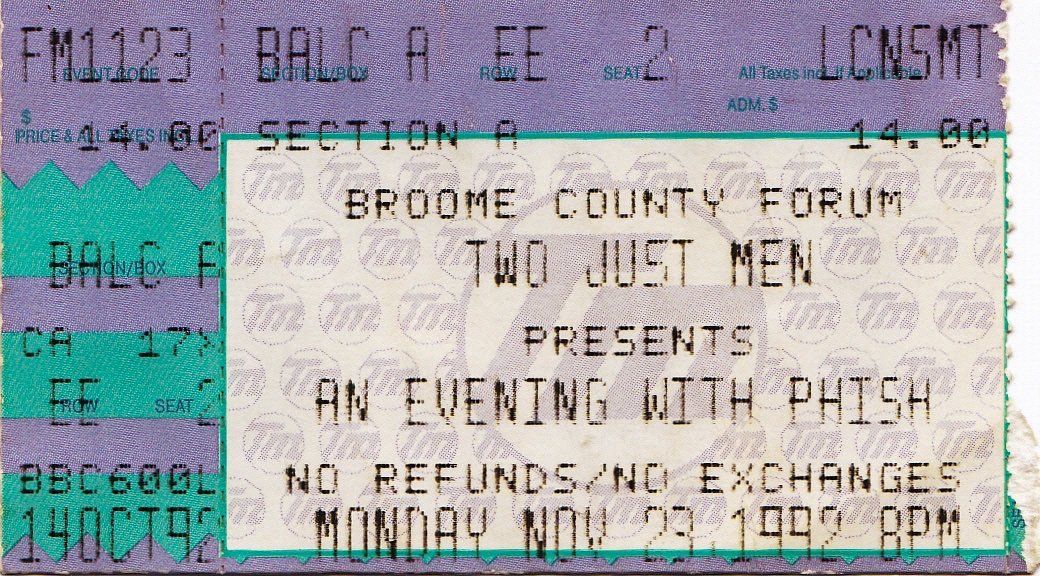 FM1123 BALC A EE 2 LCNSMT
EVENT CODE SECTION/BOX ROW SEAT All Taxes incl. If Applicable
$ ADM. $
PRICE & ALL TAXES INCL
14.00 SECTION A 14.00
BROOME COUNTY FORUM
BALC A TWO JUST MEN
SECTION/BOX
CA 17X PRESENTS
EE 2 AN EVENING WITH PHISH
ROW SEAT
BBC600L NO REFUNDS/NO EXCHANGES
14OCT92 MONDAY NOV 23 1992 8PM